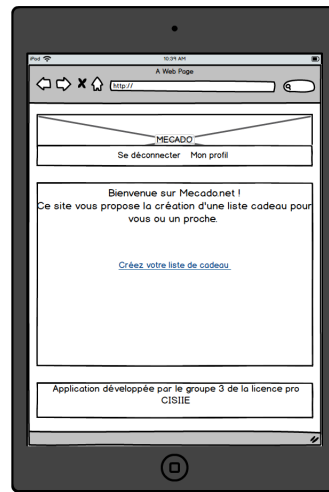 iPod
10:39 AM
A Web Page
http://
MECADO
Se déconnecter Mon profil
Bienvenue sur Mecado.net !
Ce site vous propose la création d'une liste cadeau pour
vous ou un proche.
Créez votre liste de cadeau
Application développée par le groupe 3 de la licence pro
CISIIE